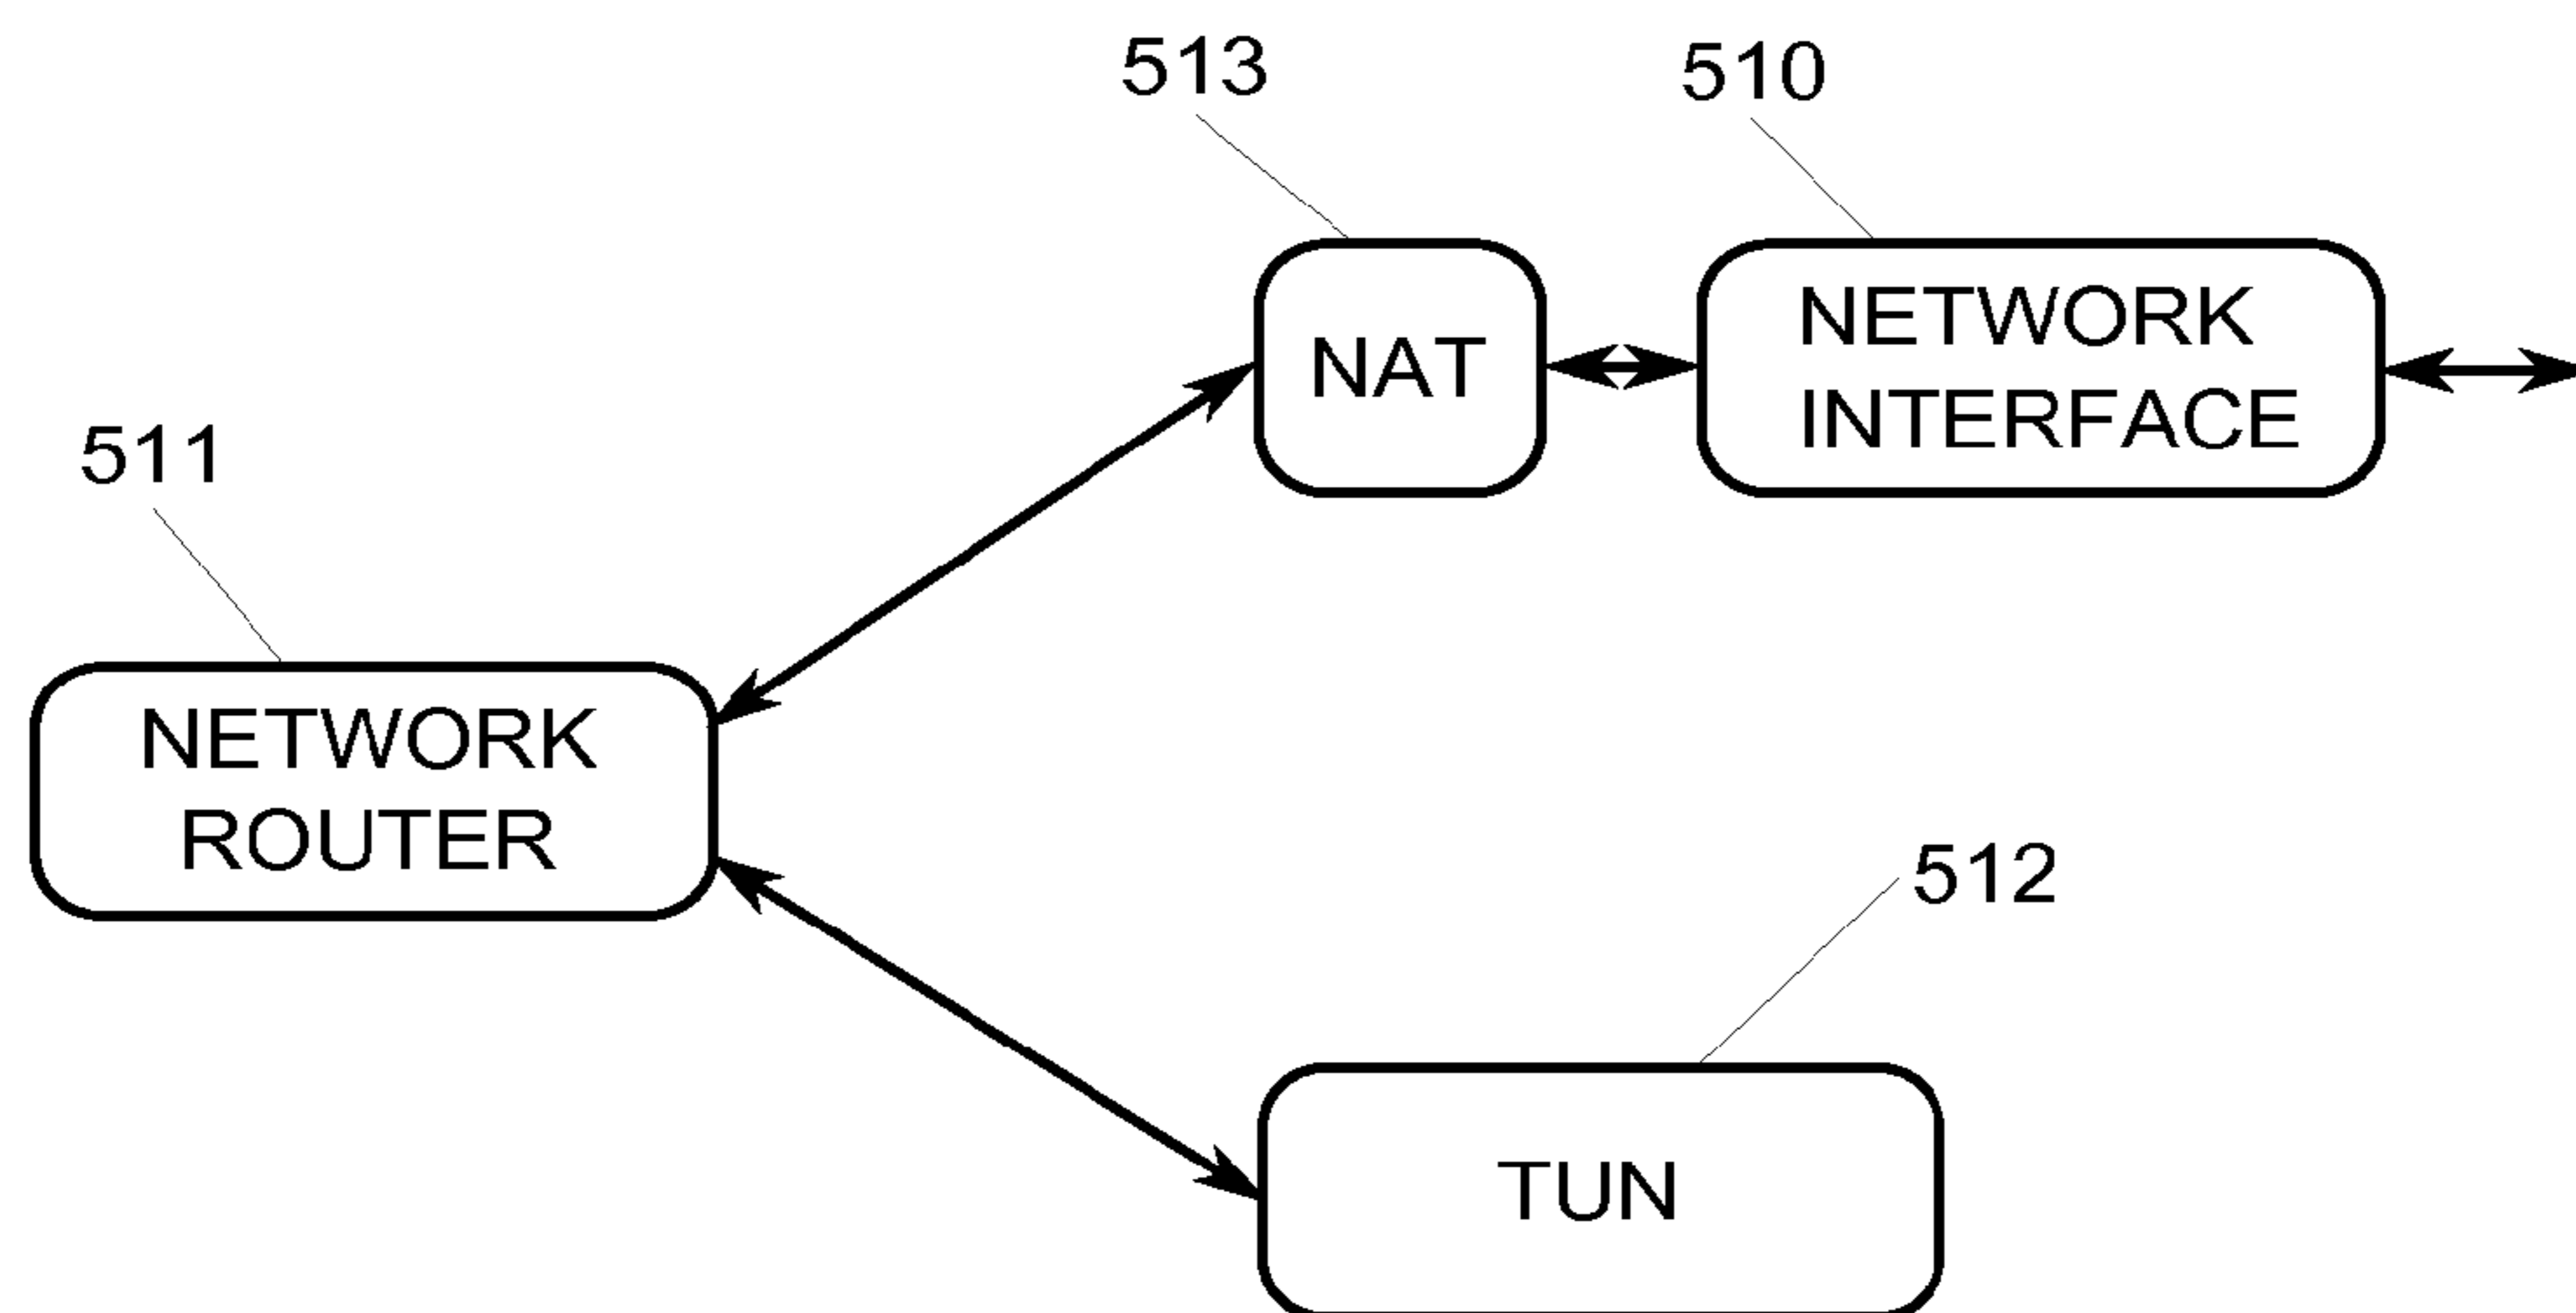 513
510
NAT
NETWORK
INTERFACE
511
NETWORK
ROUTER
512
TUN